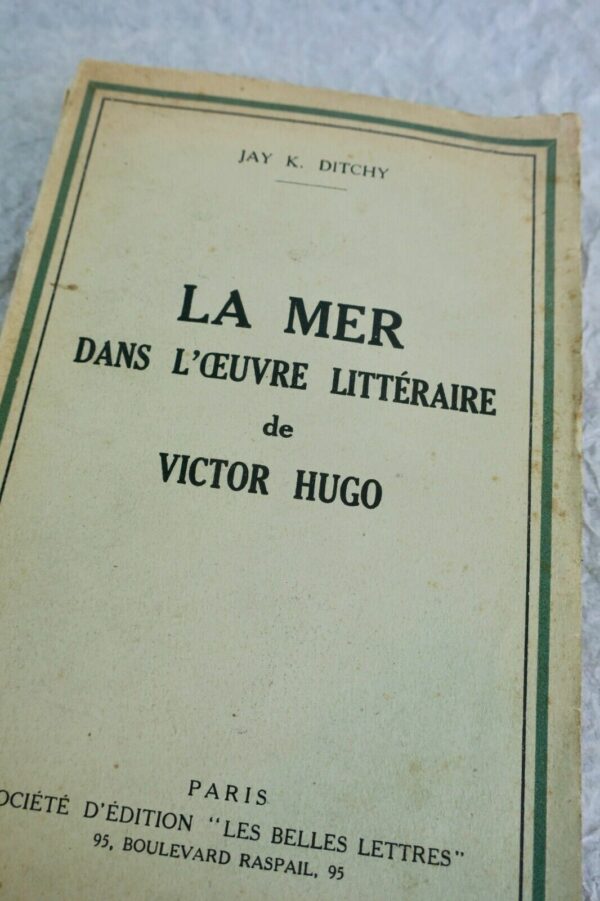 JAY K. DITCHY
LA MER
DANS L'ŒUVRE LITTÉRAIRE
de
VICTOR HUGO
PARIS
OCIÉTÉ D'ÉDITION "LES BELLES LETTRES"
95, BOULEVARD RASPAIL, 95